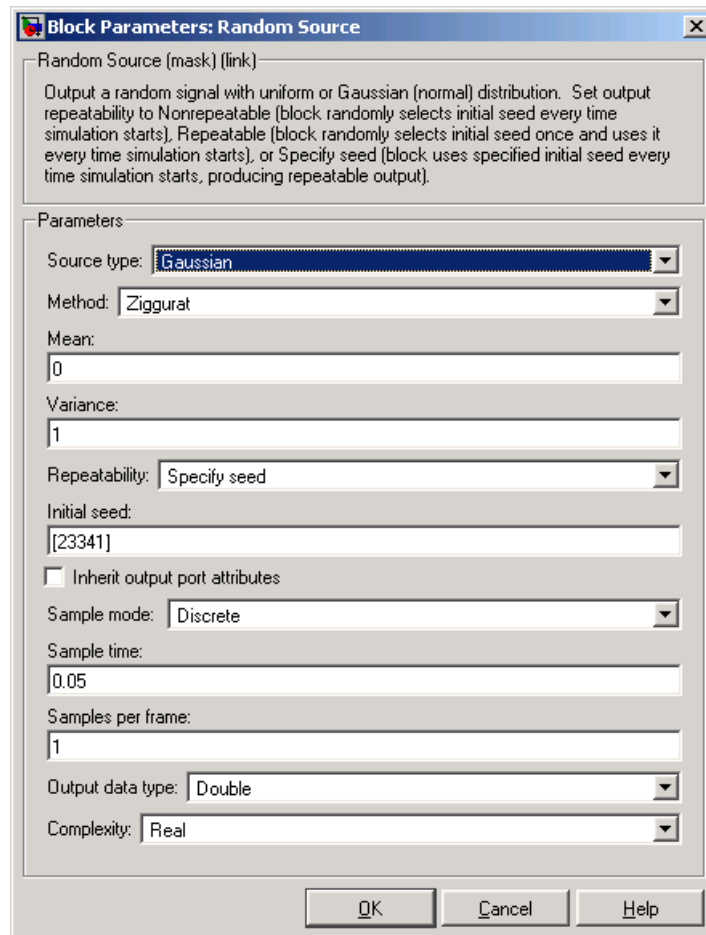 Block Parameters: Random Source
Random Source (mask) (link)
Output a random signal with uniform or Gaussian (normal) distribution.  Set output
repeatability to Nonrepeatable (block randomly selects initial seed every time
simulation starts), Repeatable (block randomly selects initial seed once and uses it
every time simulation starts), or Specify seed (block uses specified initial seed every
time simulation starts, producing repeatable output).
Parameters
Source type: Gaussian
Method: Ziggurat
Mean:
0
Variance:
1
Repeatability: Specify seed
Initial seed:
[23341]
Inherit output port attributes
Sample mode: Discrete
Sample time:
0.05
Samples per frame:
1
Output data type: Double
Complexity: Real
OK Cancel Help